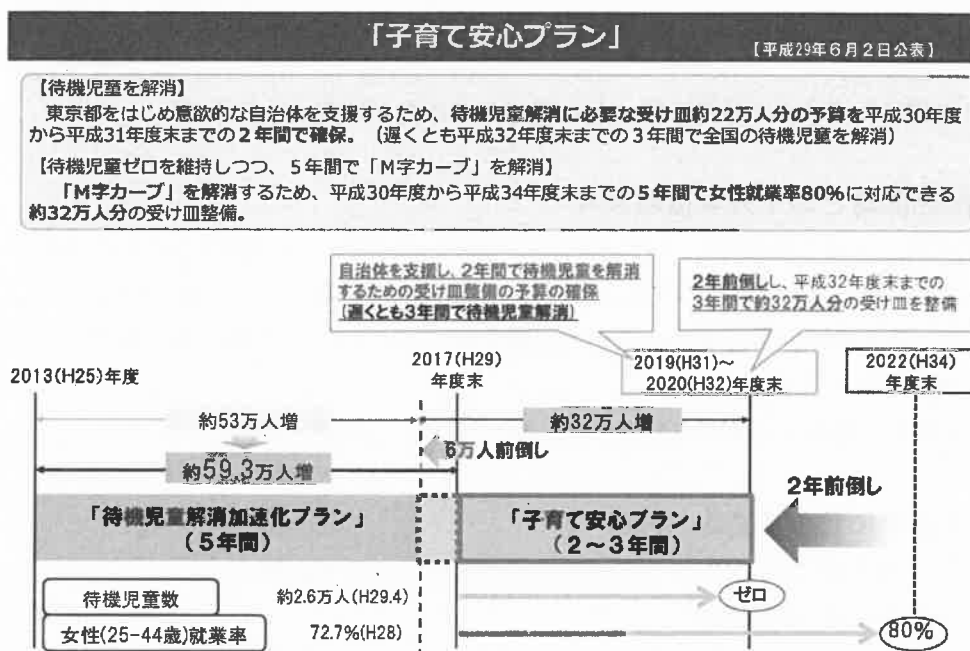 「子育て安心プラン」
【平成29年6月2日公表】
【待機児童を解消】
東京都をはじめ意欲的な自治体を支援するため、待機児童解消に必要な受け皿約22万人分の予算を平成30年度
から平成31年度末までの2年間で確保。（遅くとも平成32年度末までの3年間で全国の待機児童を解消）
【待機児童ゼロを維持しつつ、5年間で「M字カーブ」を解消】
「M字カーブ」を解消するため、平成30年度から平成34年度末までの5年間で女性就業率80%に対応できる
約32万人分の受け皿整備。
自治体を支援し、2年間で待機児童を解消
するための受け皿整備の予算の確保
(遅くとも3年間で待機児童解消)
2年前倒しし、平成32年度末までの
3年間で約32万人分の受け皿を整備
2013(H25)年度
2017(H29)
年度末
2019(H31)～
2020(H32)年度末
2022(H34)
年度末
約53万人増
約32万人増
6万人前倒し
約59.3万人増
2年前倒し
「待機児童解消加速化プラン」
（5年間）
「子育て安心プラン」
（2～3年間）
待機児童数
約2.6万人(H29.4)
ゼロ
女性(25-44歳)就業率
72.7%(H28)
80%